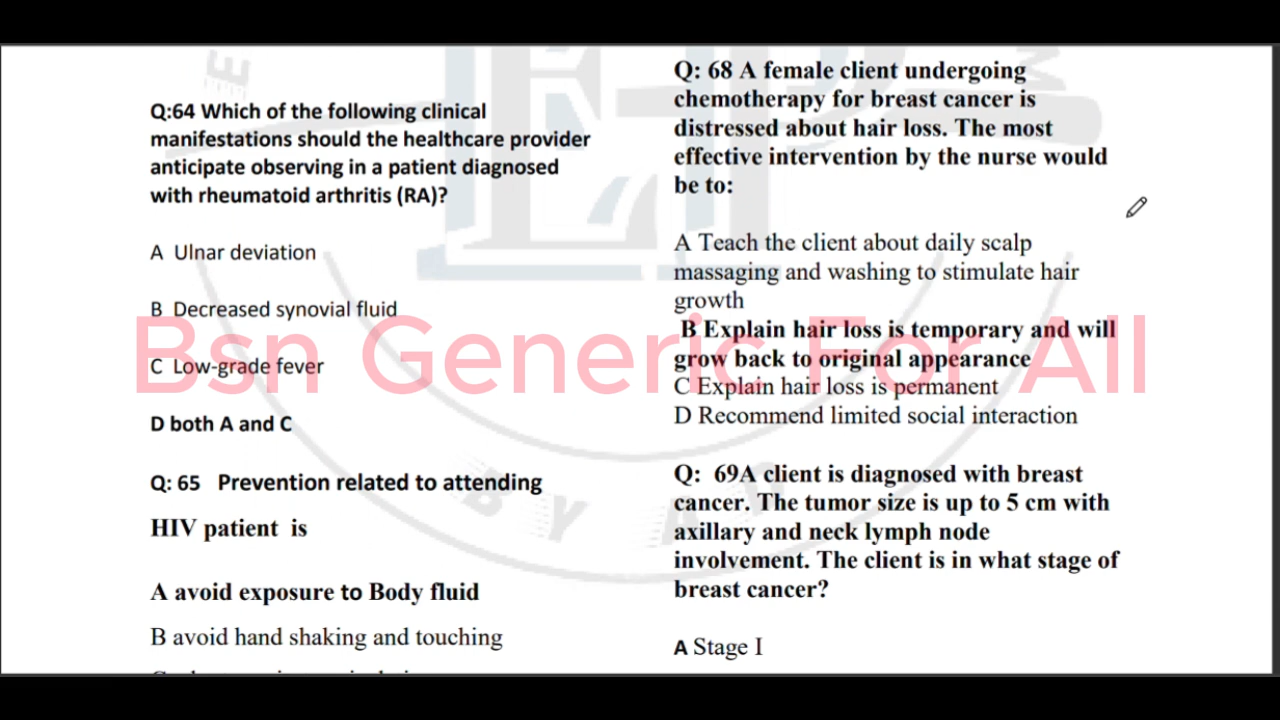 Q:64 Which of the following clinical
manifestations should the healthcare provider
anticipate observing in a patient diagnosed
with rheumatoid arthritis (RA)?
A Ulnar deviation
B Decreased synovial fluid
C Low-grade fever
D both A and C
Q: 65 Prevention related to attending
HIV patient is
A avoid exposure to Body fluid
B avoid hand shaking and touching
Q: 68 A female client undergoing
chemotherapy for breast cancer is
distressed about hair loss. The most
effective intervention by the nurse would
be to:
A Teach the client about daily scalp
massaging and washing to stimulate hair
growth
B Explain hair loss is temporary and will
grow back to original appearance
C Explain hair loss is permanent
D Recommend limited social interaction
Q: 69A client is diagnosed with breast
cancer. The tumor size is up to 5 cm with
axillary and neck lymph node
involvement. The client is in what stage of
breast cancer?
A Stage I
Bsn Generic For All